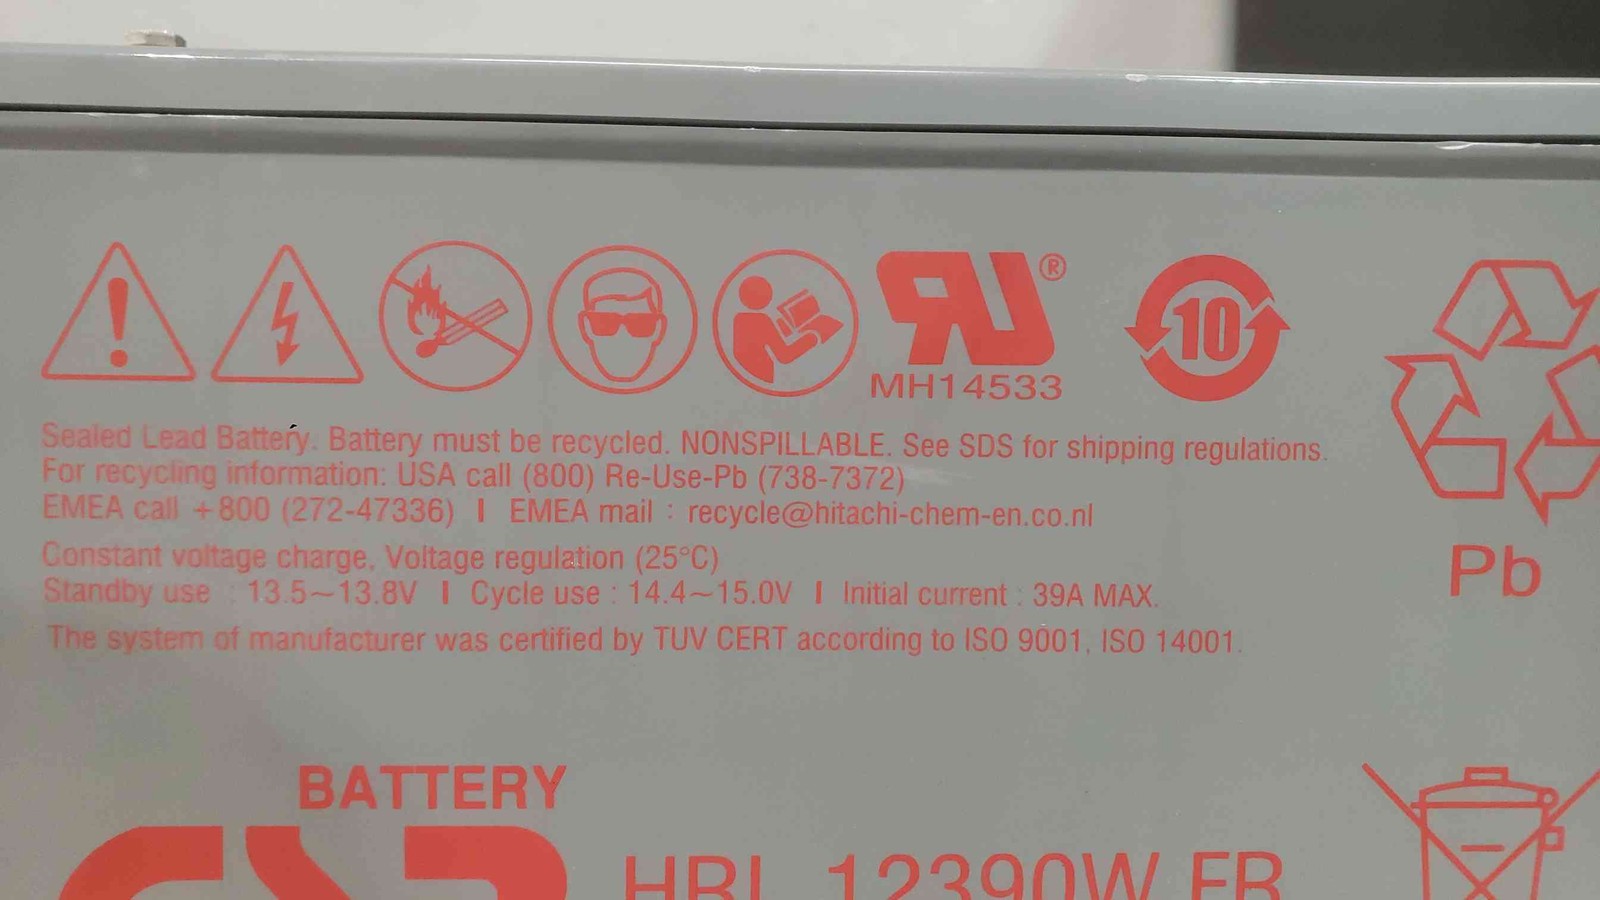 ®
MH14533
10
Sealed Lead Battery. Battery must be recycled. NONSPILLABLE. See SDS for shipping regulations.
For recycling information: USA call (800) Re-Use-Pb (738-7372)
EMEA call +800 (272-47336) I EMEA mail : recycle@hitachi-chem-en.co.nl
Constant voltage charge, Voltage regulation (25°C)
Standby use : 13.5~13.8V I Cycle use : 14.4~15.0V I Initial current : 39A MAX.
The system of manufacturer was certified by TUV CERT according to ISO 9001, ISO 14001.
Pb
BATTERY
HRL 12390W FR